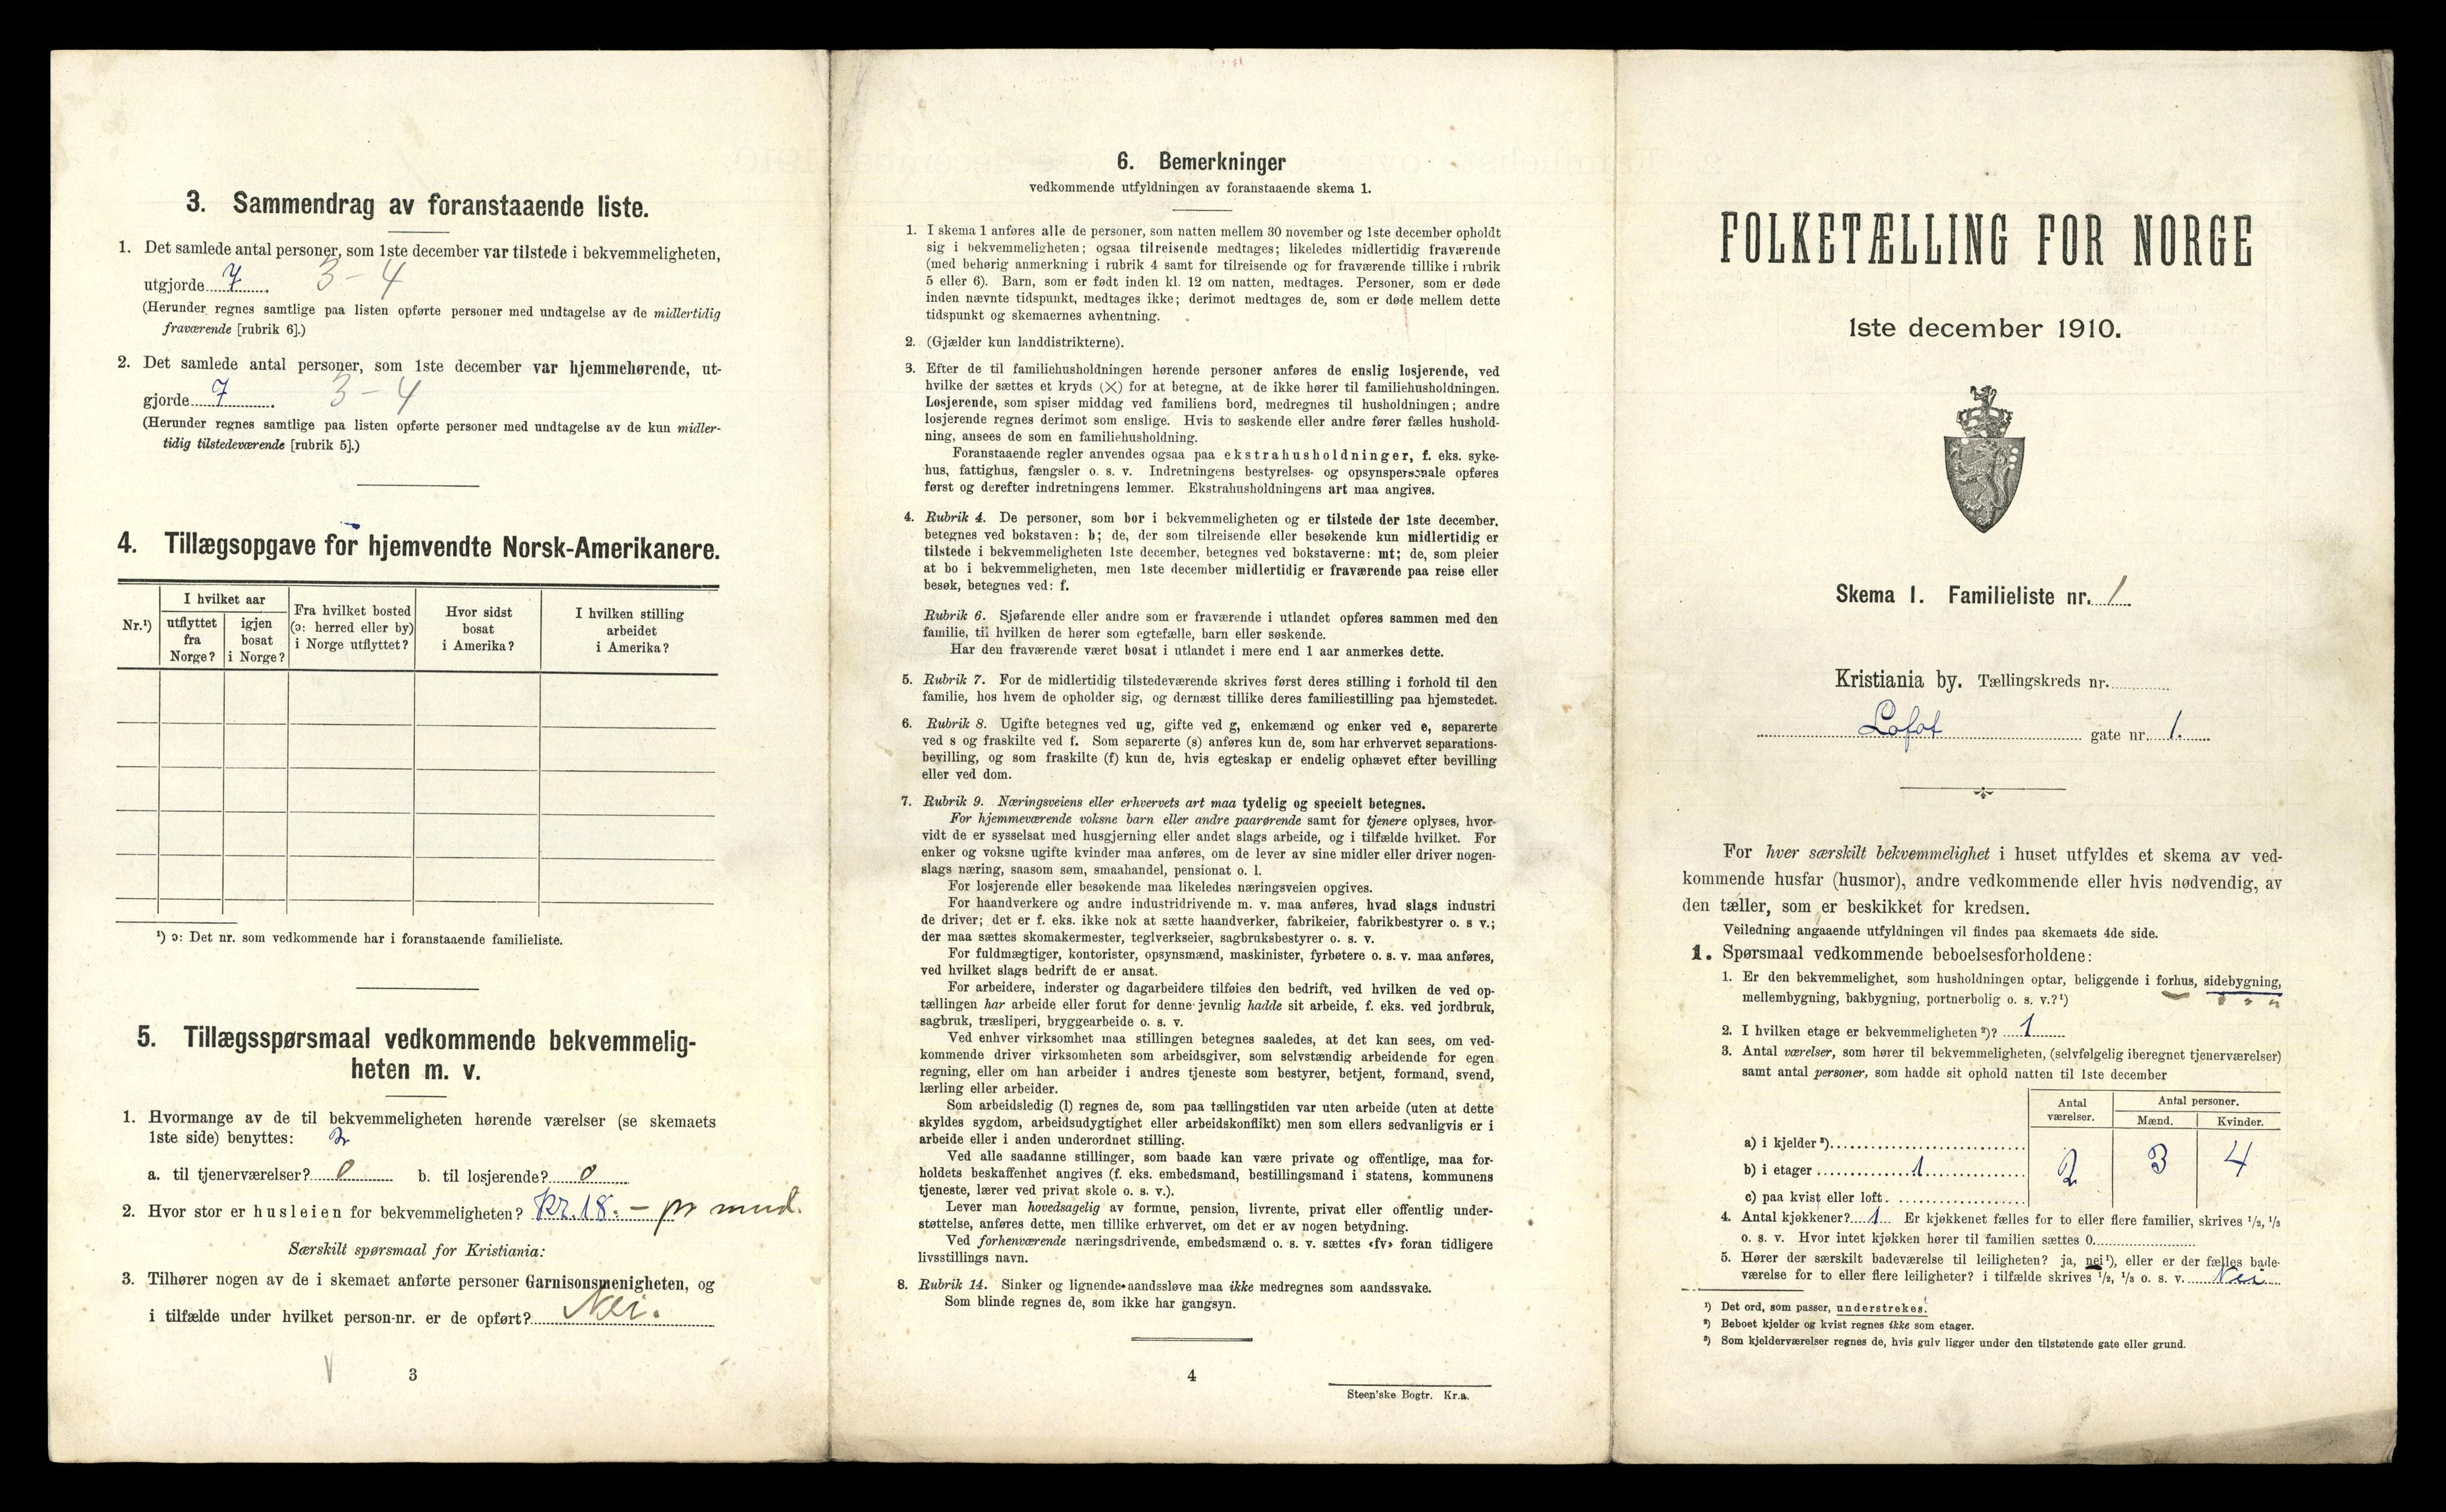 3. Sammendrag av foranstaaende liste.
1. Det samlede antal personer, som 1ste december var tilstede i bekvemmeligheten,
utgjorde 7. 3-4
(Herunder regnes samtlige paa listen opførte personer med undtagelse av de midlertidig
fraværende [rubrik 6].)
2. Det samlede antal personer, som 1ste december var hjemmehørende, ut-
gjorde 7. 3-4
(Herunder regnes samtlige paa listen opførte personer med undtagelse av de kun midler-
tidig tilstedeværende [rubrik 5].)
4. Tillægsopgave for hjemvendte Norsk-Amerikanere.
Nr.¹)
I hvilket aar
utflyttet fra Norge?
igjen bosat i Norge?
Fra hvilket bosted (ɔ: herred eller by) i Norge utflyttet?
Hvor sidst bosat i Amerika?
I hvilken stilling arbeidet i Amerika?
¹) ɔ: Det nr. som vedkommende har i foranstaaende familieliste.
5. Tillægsspørsmaal vedkommende bekvemmelig-
heten m. v.
1. Hvormange av de til bekvemmeligheten hørende værelser (se skemaets
1ste side) benyttes:
a. til tjenerværelser? 0 b. til losjerende? 0
2. Hvor stor er husleien for bekvemmeligheten? Kr. 18.- pr mnd.
Særskilt spørsmaal for Kristiania:
3. Tilhører nogen av de i skemaet anførte personer Garnisonsmenigheten, og
i tilfælde under hvilket person-nr. er de opført? Nei.
3
6. Bemerkninger
vedkommende utfyldningen av foranstaaende skema 1.
1. I skema 1 anføres alle de personer, som natten mellem 30 november og 1ste december opholdt
sig i bekvemmeligheten; ogsaa tilreisende medtages; likeledes midlertidig fraværende
(med behørig anmerkning i rubrik 4 samt for tilreisende og for fraværende tillike i rubrik
5 eller 6). Barn, som er født inden kl. 12 om natten, medtages. Personer, som er døde
inden nævnte tidspunkt, medtages ikke; derimot medtages de, som er døde mellem dette
tidspunkt og skemaernes avhentning.
2. (Gjælder kun landdistrikterne).
3. Efter de til familiehusholdningen hørende personer anføres de enslig losjerende, ved
hvilke der sættes et kryds (×) for at betegne, at de ikke hører til familiehusholdningen.
Losjerende, som spiser middag ved familiens bord, medregnes til husholdningen; andre
losjerende regnes derimot som enslige. Hvis to søskende eller andre fører fælles hushold-
ning, ansees de som en familiehusholdning.
Foranstaaende regler anvendes ogsaa paa ekstrahusholdninger, f. eks. syke-
hus, fattighus, fængsler o. s. v. Indretningens bestyrelses- og opsynspersonale opføres
først og derefter indretningens lemmer. Ekstrahusholdningens art maa angives.
4. Rubrik 4. De personer, som bor i bekvemmeligheten og er tilstede der 1ste december,
betegnes ved bokstaven: b; de, der som tilreisende eller besøkende kun midlertidig er
tilstede i bekvemmeligheten 1ste december, betegnes ved bokstaverne: mt; de, som pleier
at bo i bekvemmeligheten, men 1ste december midlertidig er fraværende paa reise eller
besøk, betegnes ved: f.
Rubrik 6. Sjøfarende eller andre som er fraværende i utlandet opføres sammen med den
familie, til hvilken de hører som egtefælle, barn eller søskende.
Har den fraværende været bosat i utlandet i mere end 1 aar anmerkes dette.
5. Rubrik 7. For de midlertidig tilstedeværende skrives først deres stilling i forhold til den
familie, hos hvem de opholder sig, og dernæst tillike deres familiestilling paa hjemstedet.
6. Rubrik 8. Ugifte betegnes ved ug, gifte ved g, enkemænd og enker ved e, separerte
ved s og fraskilte ved f. Som separerte (s) anføres kun de, som har erhvervet separations-
bevilling, og som fraskilte (f) kun de, hvis egteskap er endelig ophævet efter bevilling
eller ved dom.
7. Rubrik 9. Næringsveiens eller erhvervets art maa tydelig og specielt betegnes.
For hjemmeværende voksne barn eller andre paarørende samt for tjenere oplyses, hvor-
vidt de er sysselsat med husgjerning eller andet slags arbeide, og i tilfælde hvilket. For
enker og voksne ugifte kvinder maa anføres, om de lever av sine midler eller driver nogen-
slags næring, saasom søm, smaahandel, pensionat o. l.
For losjerende eller besøkende maa likeledes næringsveien opgives.
For haandverkere og andre industridrivende m. v. maa anføres, hvad slags industri
de driver; det er f. eks. ikke nok at sætte haandverker, fabrikeier, fabrikbestyrer o. s v.;
der maa sættes skomakermester, teglverkseier, sagbruksbestyrer o. s. v.
For fuldmægtiger, kontorister, opsynsmænd, maskinister, fyrbøtere o. s. v. maa anføres,
ved hvilket slags bedrift de er ansat.
For arbeidere, inderster og dagarbeidere tilføies den bedrift, ved hvilken de ved op-
tællingen har arbeide eller forut for denne jevnlig hadde sit arbeide, f. eks. ved jordbruk,
sagbruk, træsliperi, bryggearbeide o. s. v.
Ved enhver virksomhet maa stillingen betegnes saaledes, at det kan sees, om ved-
kommende driver virksomheten som arbeidsgiver, som selvstændig arbeidende for egen
regning, eller om han arbeider i andres tjeneste som bestyrer, betjent, formand, svend,
lærling eller arbeider.
Som arbeidsledig (l) regnes de, som paa tællingstiden var uten arbeide (uten at dette
skyldes sygdom, arbeidsudygtighet eller arbeidskonflikt) men som ellers sedvanligvis er i
arbeide eller i anden underordnet stilling.
Ved alle saadanne stillinger, som baade kan være private og offentlige, maa for-
holdets beskaffenhet angives (f. eks. embedsmand, bestillingsmand i statens, kommunens
tjeneste, lærer ved privat skole o. s. v.).
Lever man hovedsagelig av formue, pension, livrente, privat eller offentlig under-
støttelse, anføres dette, men tillike erhvervet, om det er av nogen betydning.
Ved forhenværende næringsdrivende, embedsmænd o. s. v. sættes «fv» foran tidligere
livsstillings navn.
8. Rubrik 14. Sinker og lignende aandssløve maa ikke medregnes som aandssvake.
Som blinde regnes de, som ikke har gangsyn.
4
Steen'ske Bogtr. Kr.a.
FOLKETÆLLING FOR NORGE
1ste december 1910.
Skema 1. Familieliste nr. 1
Kristiania by. Tællingskreds nr.
Lofot gate nr. 1.
For hver særskilt bekvemmelighet i huset utfyldes et skema av ved-
kommende husfar (husmor), andre vedkommende eller hvis nødvendig, av
den tæller, som er beskikket for kredsen.
Veiledning angaaende utfyldningen vil findes paa skemaets 4de side.
1. Spørsmaal vedkommende beboelsesforholdene:
1. Er den bekvemmelighet, som husholdningen optar, beliggende i forhus, sidebygning,
mellembygning, bakbygning, portnerbolig o. s. v.?¹)
2. I hvilken etage er bekvemmeligheten²)? 1
3. Antal værelser, som hører til bekvemmeligheten, (selvfølgelig iberegnet tjenerværelser)
samt antal personer, som hadde sit ophold natten til 1ste december
Antal værelser.
Antal personer.
Mænd. Kvinder.
a) i kjelder³)
b) i etager 1 2 3 4
c) paa kvist eller loft.
4. Antal kjøkkener? 1 Er kjøkkenet fælles for to eller flere familier, skrives 1/2, 1/3
o. s. v. Hvor intet kjøkken hører til familien sættes 0.
5. Hører der særskilt badeværelse til leiligheten? ja, nei¹), eller er der fælles bade-
værelse for to eller flere leiligheter? i tilfælde skrives 1/2, 1/3 o. s. v. Nei
¹) Det ord, som passer, understrekes.
²) Beboet kjelder og kvist regnes ikke som etager.
³) Som kjelderværelser regnes de, hvis gulv ligger under den tilstøtende gate eller grund.